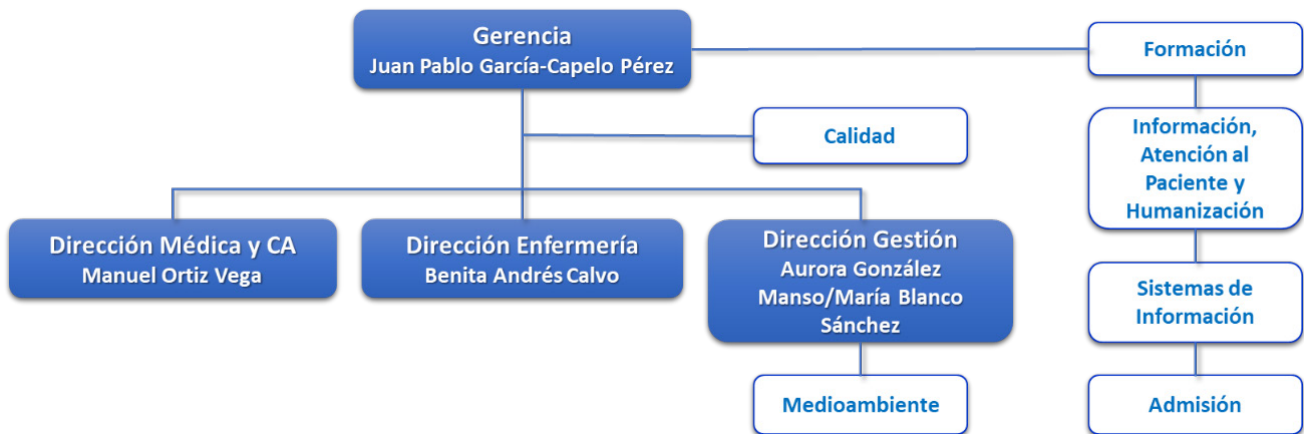 Gerencia
Juan Pablo García-Capelo Pérez
Formación
Calidad
Información,
Atención al
Paciente y
Humanización
Dirección Médica y CA
Manuel Ortiz Vega
Dirección Enfermería
Benita Andrés Calvo
Dirección Gestión
Aurora González
Manso/María Blanco
Sánchez
Sistemas de
Información
Medioambiente
Admisión